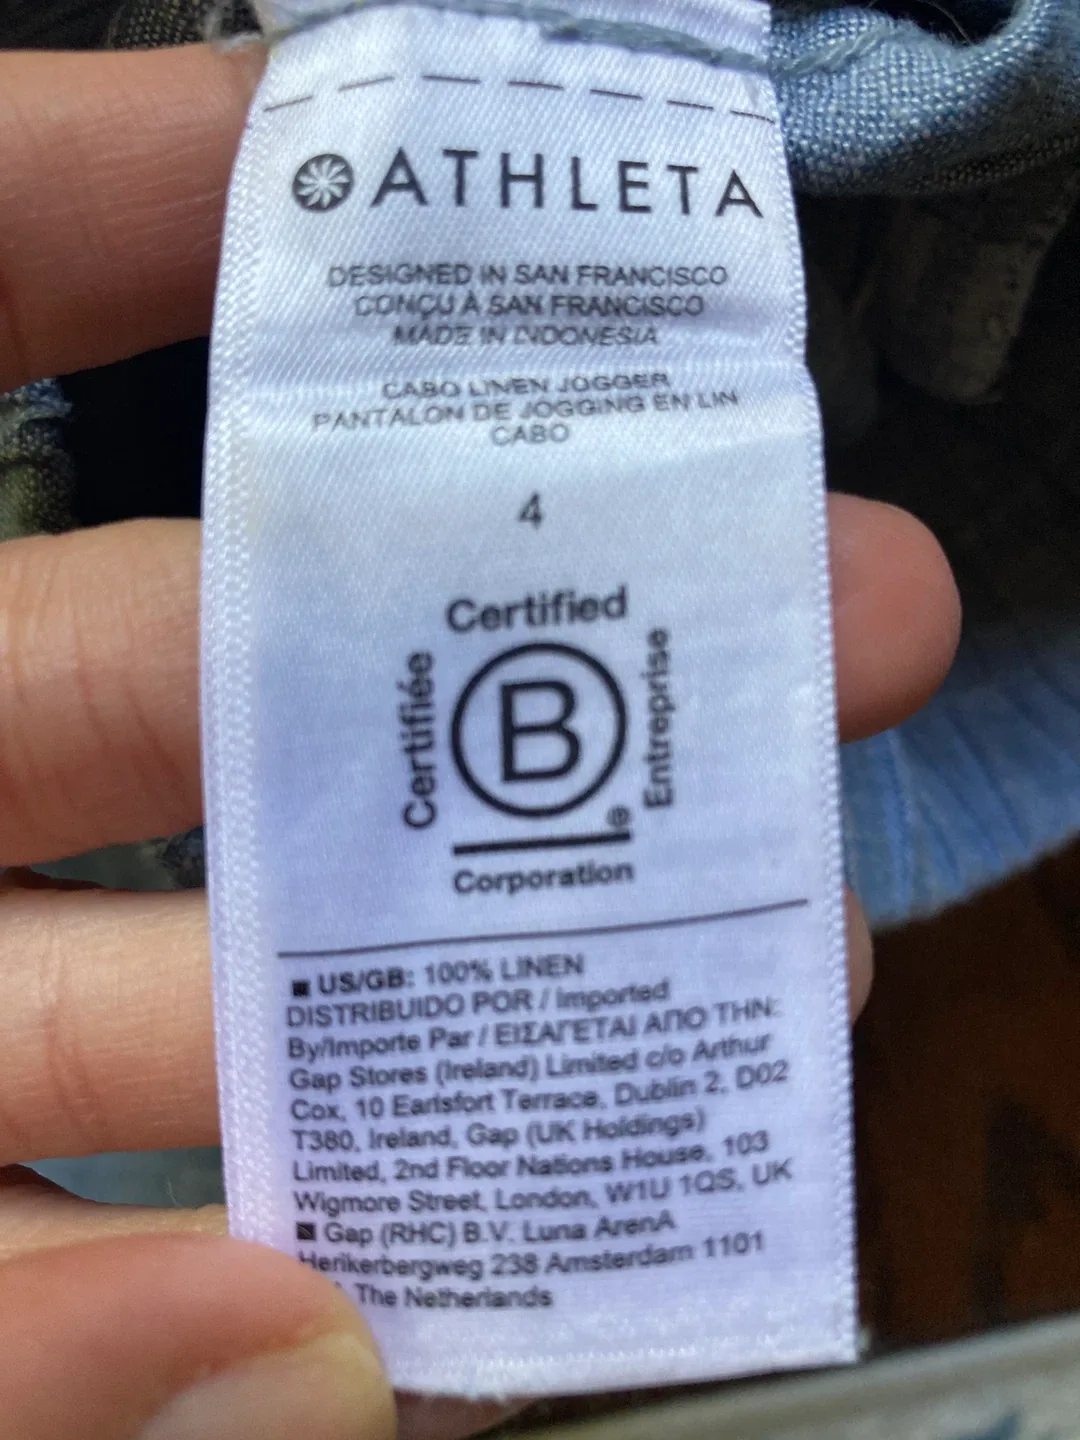 ATHLETA
DESIGNED IN SAN FRANCISCO
CONÇU À SAN FRANCISCO
MADE IN INDONESIA
CABO LINEN JOGGER
PANTALON DE JOGGING EN LIN
CABO
4
Certified
Certifiée
B
Entreprise
®
Corporation
US/GB: 100% LINEN
DISTRIBUIDO POR / Imported
By/Importe Par / ΕΙΣΑΓΕΤΑΙ ΑΠΟ ΤΗΝ:
Gap Stores (Ireland) Limited c/o Arthur
Cox, 10 Earlsfort Terrace, Dublin 2, D02
T380, Ireland, Gap (UK Holdings)
Limited, 2nd Floor Nations House, 103
Wigmore Street, London, W1U 1QS, UK
Gap (RHC) B.V. Luna ArenA
Herikerbergweg 238 Amsterdam 1101
The Netherlands